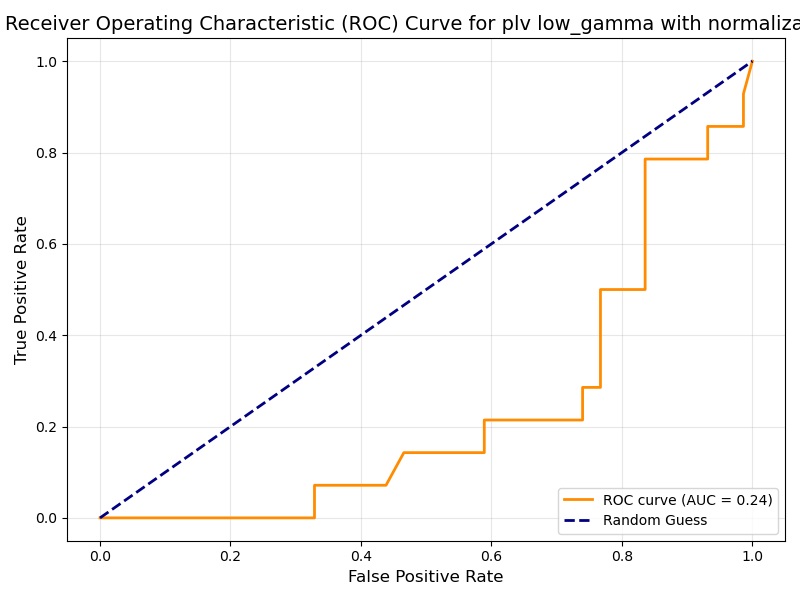 Receiver Operating Characteristic (ROC) Curve for plv low_gamma with normaliza
1.0
0.8
0.6
0.4
0.2
0.0
True Positive Rate
ROC curve (AUC = 0.24)
Random Guess
0.0 0.2 0.4 0.6 0.8 1.0
False Positive Rate